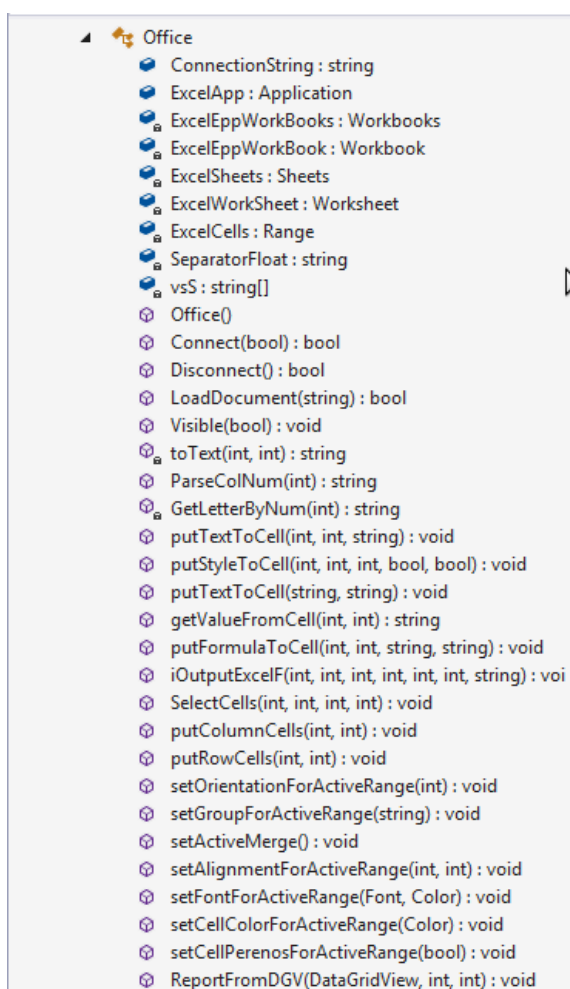 Office
ConnectionString : string
ExcelApp : Application
ExcelEppWorkBooks : Workbooks
ExcelEppWorkBook : Workbook
ExcelSheets : Sheets
ExcelWorkSheet : Worksheet
ExcelCells : Range
SeparatorFloat : string
vsS : string[]
Office()
Connect(bool) : bool
Disconnect() : bool
LoadDocument(string) : bool
Visible(bool) : void
toText(int, int) : string
ParseColNum(int) : string
GetLetterByNum(int) : string
putTextToCell(int, int, string) : void
putStyleToCell(int, int, int, bool, bool) : void
putTextToCell(string, string) : void
getValueFromCell(int, int) : string
putFormulaToCell(int, int, string, string) : void
iOutputExcelF(int, int, int, int, int, int, string) : voi
SelectCells(int, int, int, int) : void
putColumnCells(int, int) : void
putRowCells(int, int) : void
setOrientationForActiveRange(int) : void
setGroupForActiveRange(string) : void
setActiveMerge() : void
setAlignmentForActiveRange(int, int) : void
setFontForActiveRange(Font, Color) : void
setCellColorForActiveRange(Color) : void
setCellPerenosForActiveRange(bool) : void
ReportFromDGV(DataGridView, int, int) : void